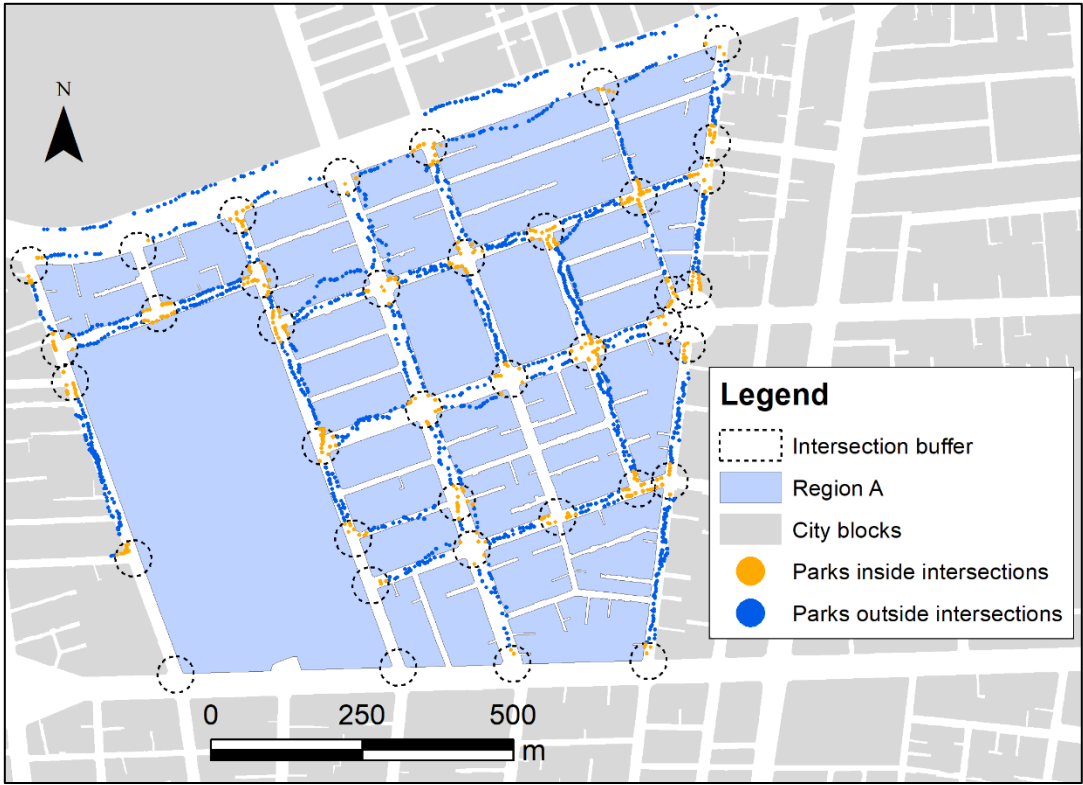 N
Legend
Intersection buffer
Region A
City blocks
Parks inside intersections
Parks outside intersections
0 250 500
m